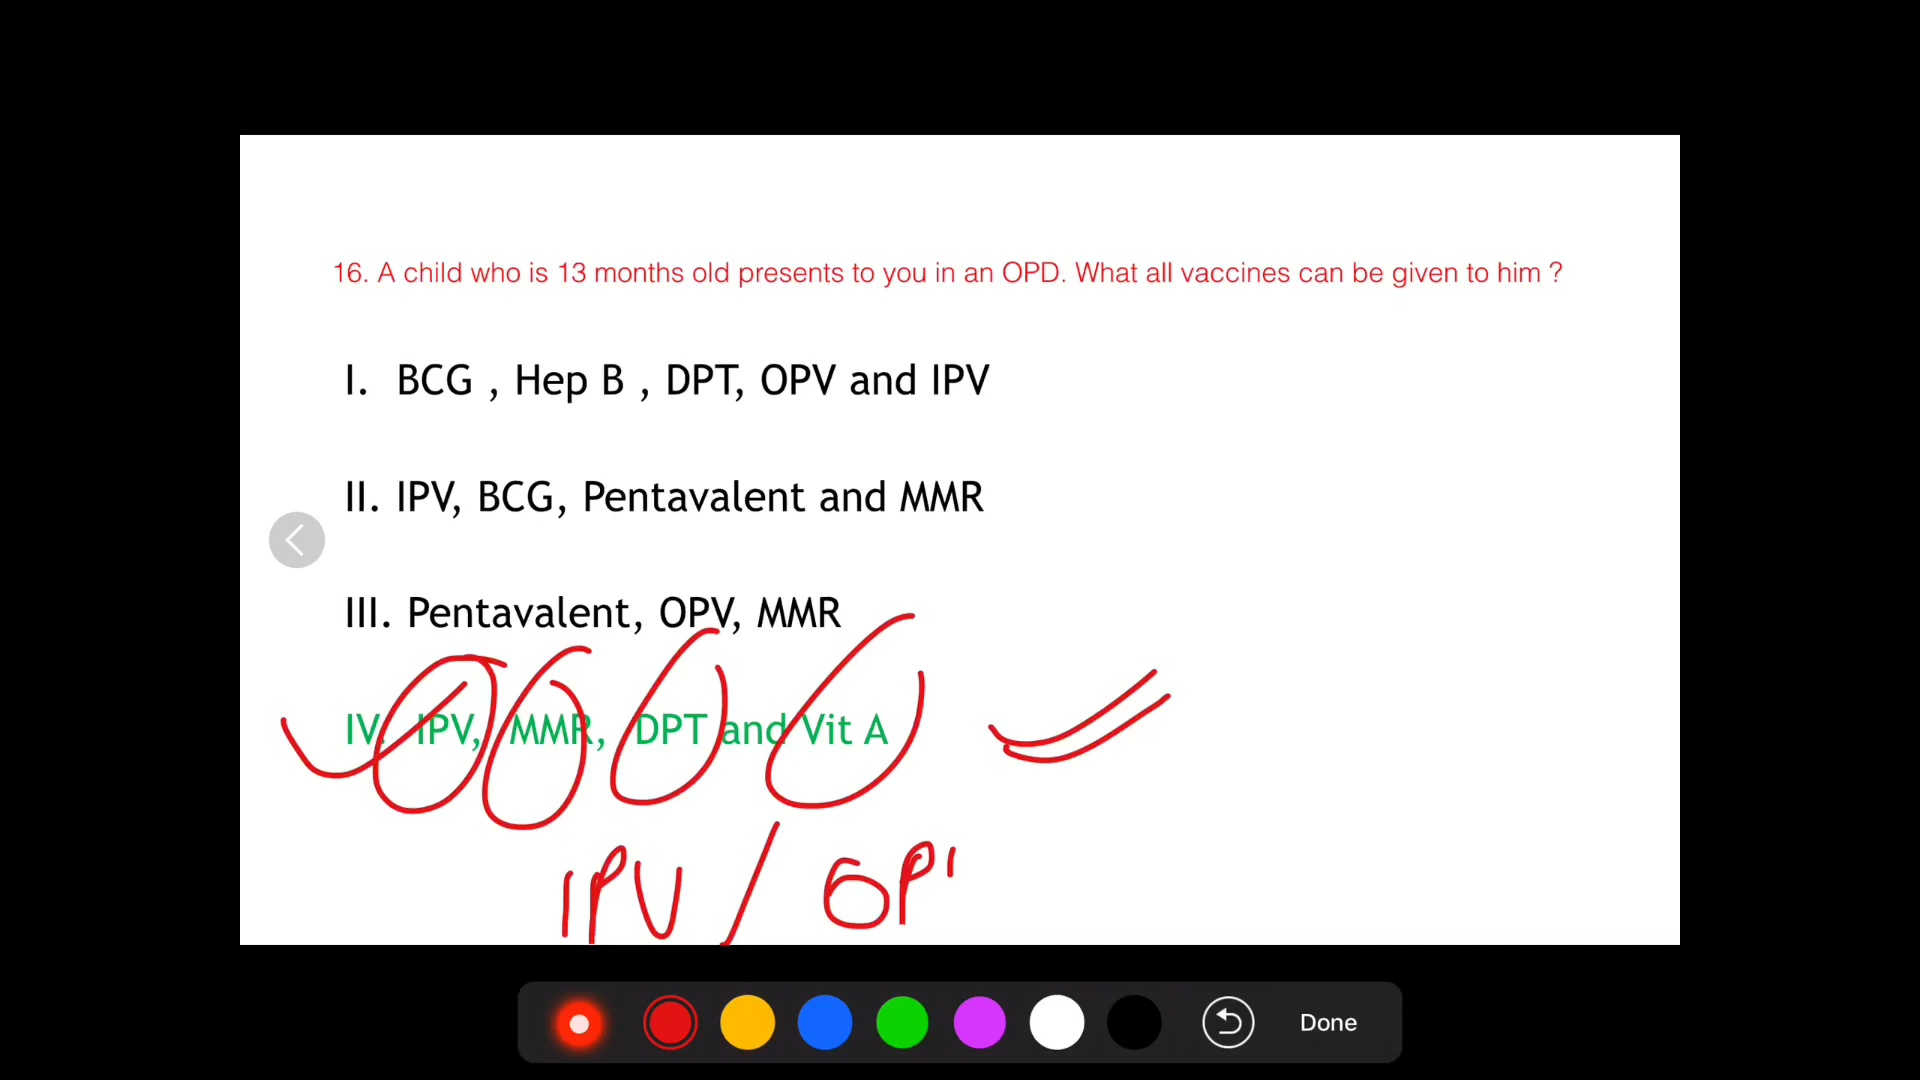 16. A child who is 13 months old presents to you in an OPD. What all vaccines can be given to him ?
I. BCG , Hep B , DPT, OPV and IPV
II. IPV, BCG, Pentavalent and MMR
III. Pentavalent, OPV, MMR
IV. IPV, MMR, DPT and Vit A
IPV / OP
Done